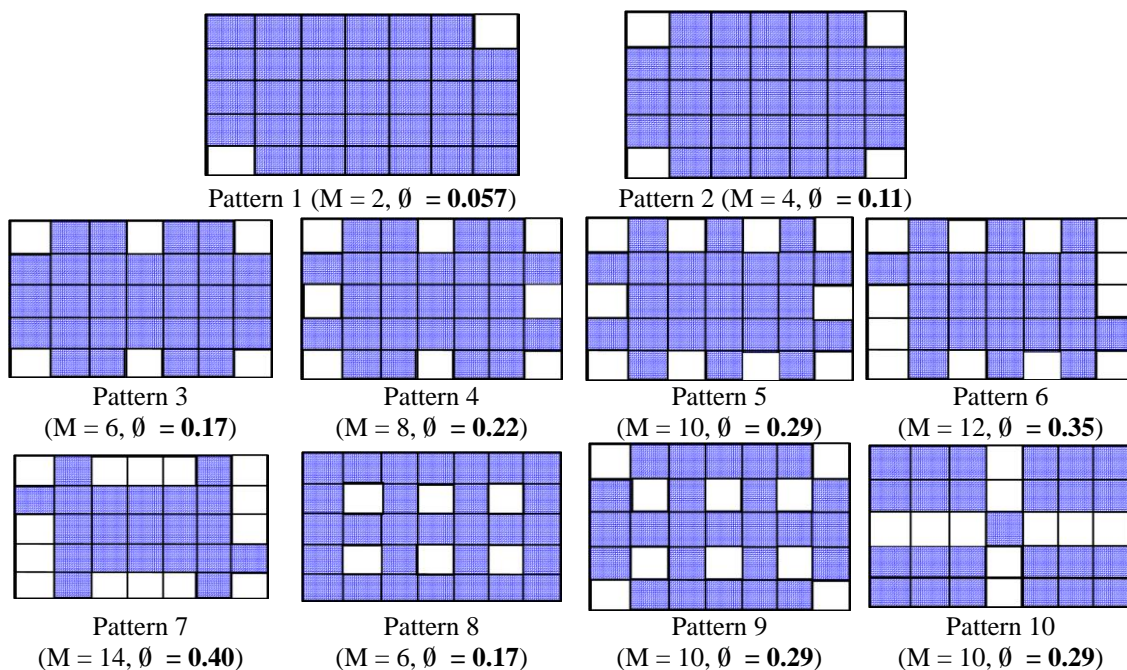 Pattern 1 (M = 2, Ø = 0.057)
Pattern 2 (M = 4, Ø = 0.11)
Pattern 3
(M = 6, Ø = 0.17)
Pattern 4
(M = 8, Ø = 0.22)
Pattern 5
(M = 10, Ø = 0.29)
Pattern 6
(M = 12, Ø = 0.35)
Pattern 7
(M = 14, Ø = 0.40)
Pattern 8
(M = 6, Ø = 0.17)
Pattern 9
(M = 10, Ø = 0.29)
Pattern 10
(M = 10, Ø = 0.29)